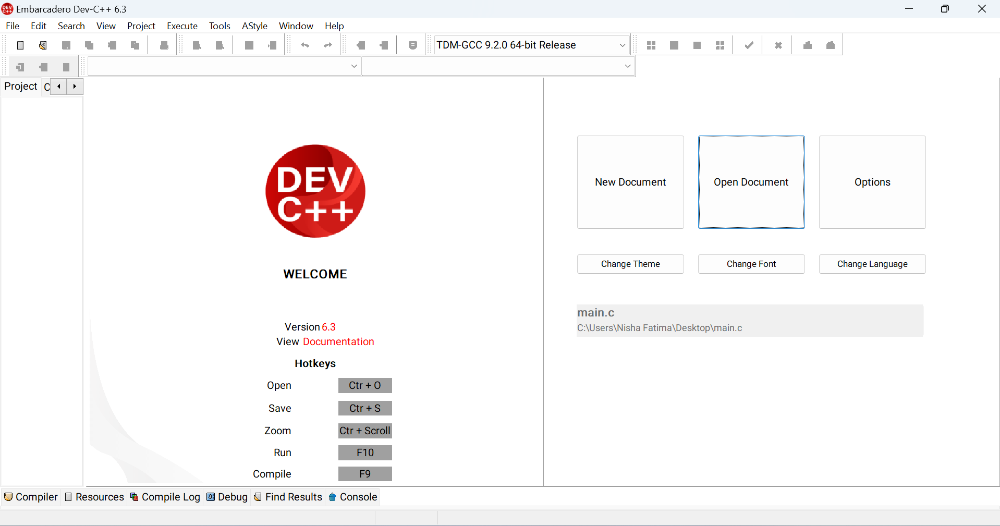 DEV
C++
Embarcadero Dev-C++ 6.3
File Edit Search View Project Execute Tools AStyle Window Help
TDM-GCC 9.2.0 64-bit Release
Project C
DEV
C++
WELCOME
Version 6.3
View Documentation
Hotkeys
Open Ctr + O
Save Ctr + S
Zoom Ctr + Scroll
Run F10
Compile F9
New Document Open Document Options
Change Theme Change Font Change Language
main.c
C:\Users\Nisha Fatima\Desktop\main.c
Compiler Resources Compile Log Debug Find Results Console